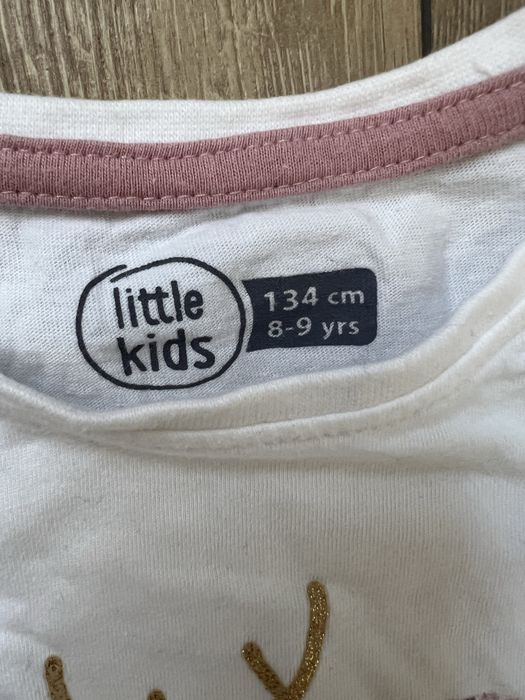 little
kids
134 cm
8-9 yrs